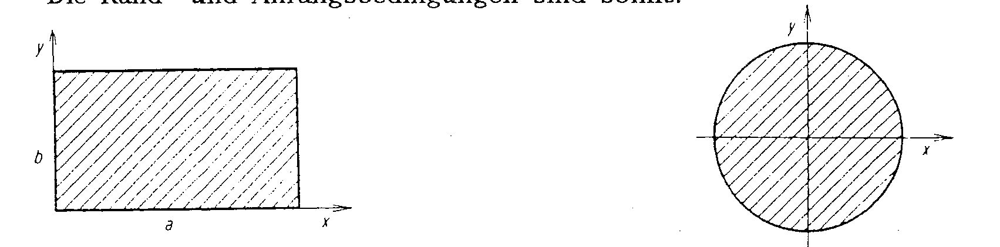 Die Rand- und Anfangsbedingungen sind somit:
y
b
a
x
y
x